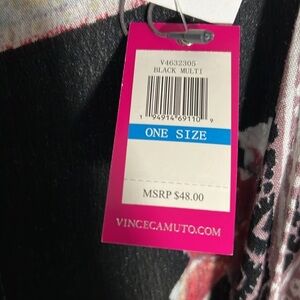 V4632305
BLACK MULTI
1 94914 69110 9
ONE SIZE
MSRP $48.00
VINCECAMUTO.COM